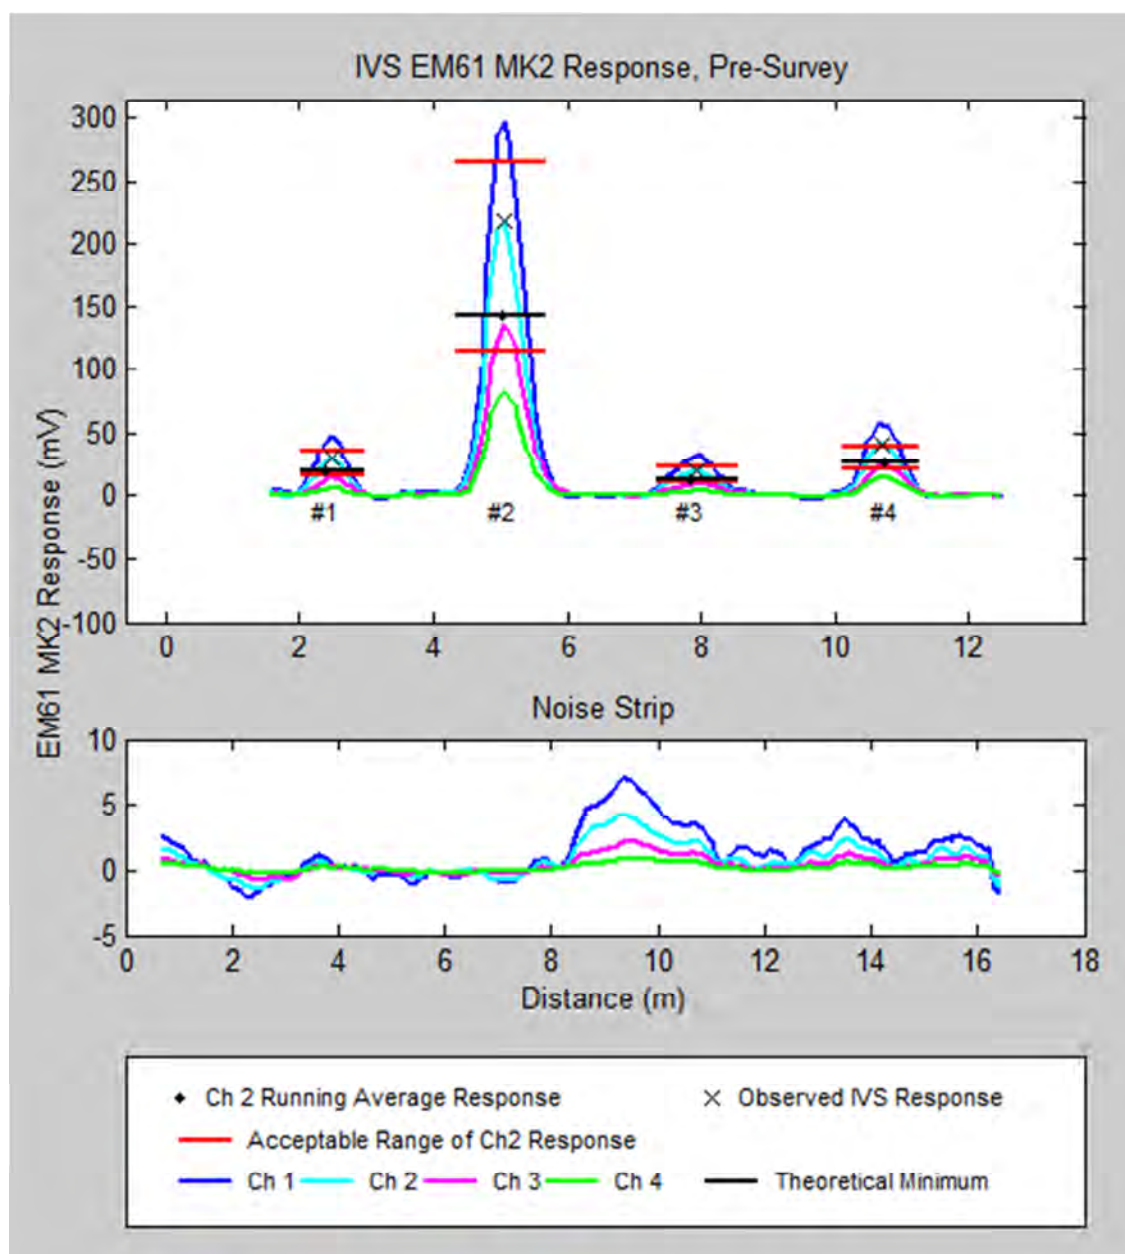 IVS EM61 MK2 Response, Pre-Survey
300
250
200
150
100
50
0
-50
-100
EM61 MK2 Response (mV)
#1 #2 #3 #4
0 2 4 6 8 10 12
Noise Strip
10
5
0
-5
0 2 4 6 8 10 12 14 16 18
Distance (m)
Ch 2 Running Average Response Observed IVS Response
Acceptable Range of Ch2 Response
Ch 1 Ch 2 Ch 3 Ch 4 Theoretical Minimum